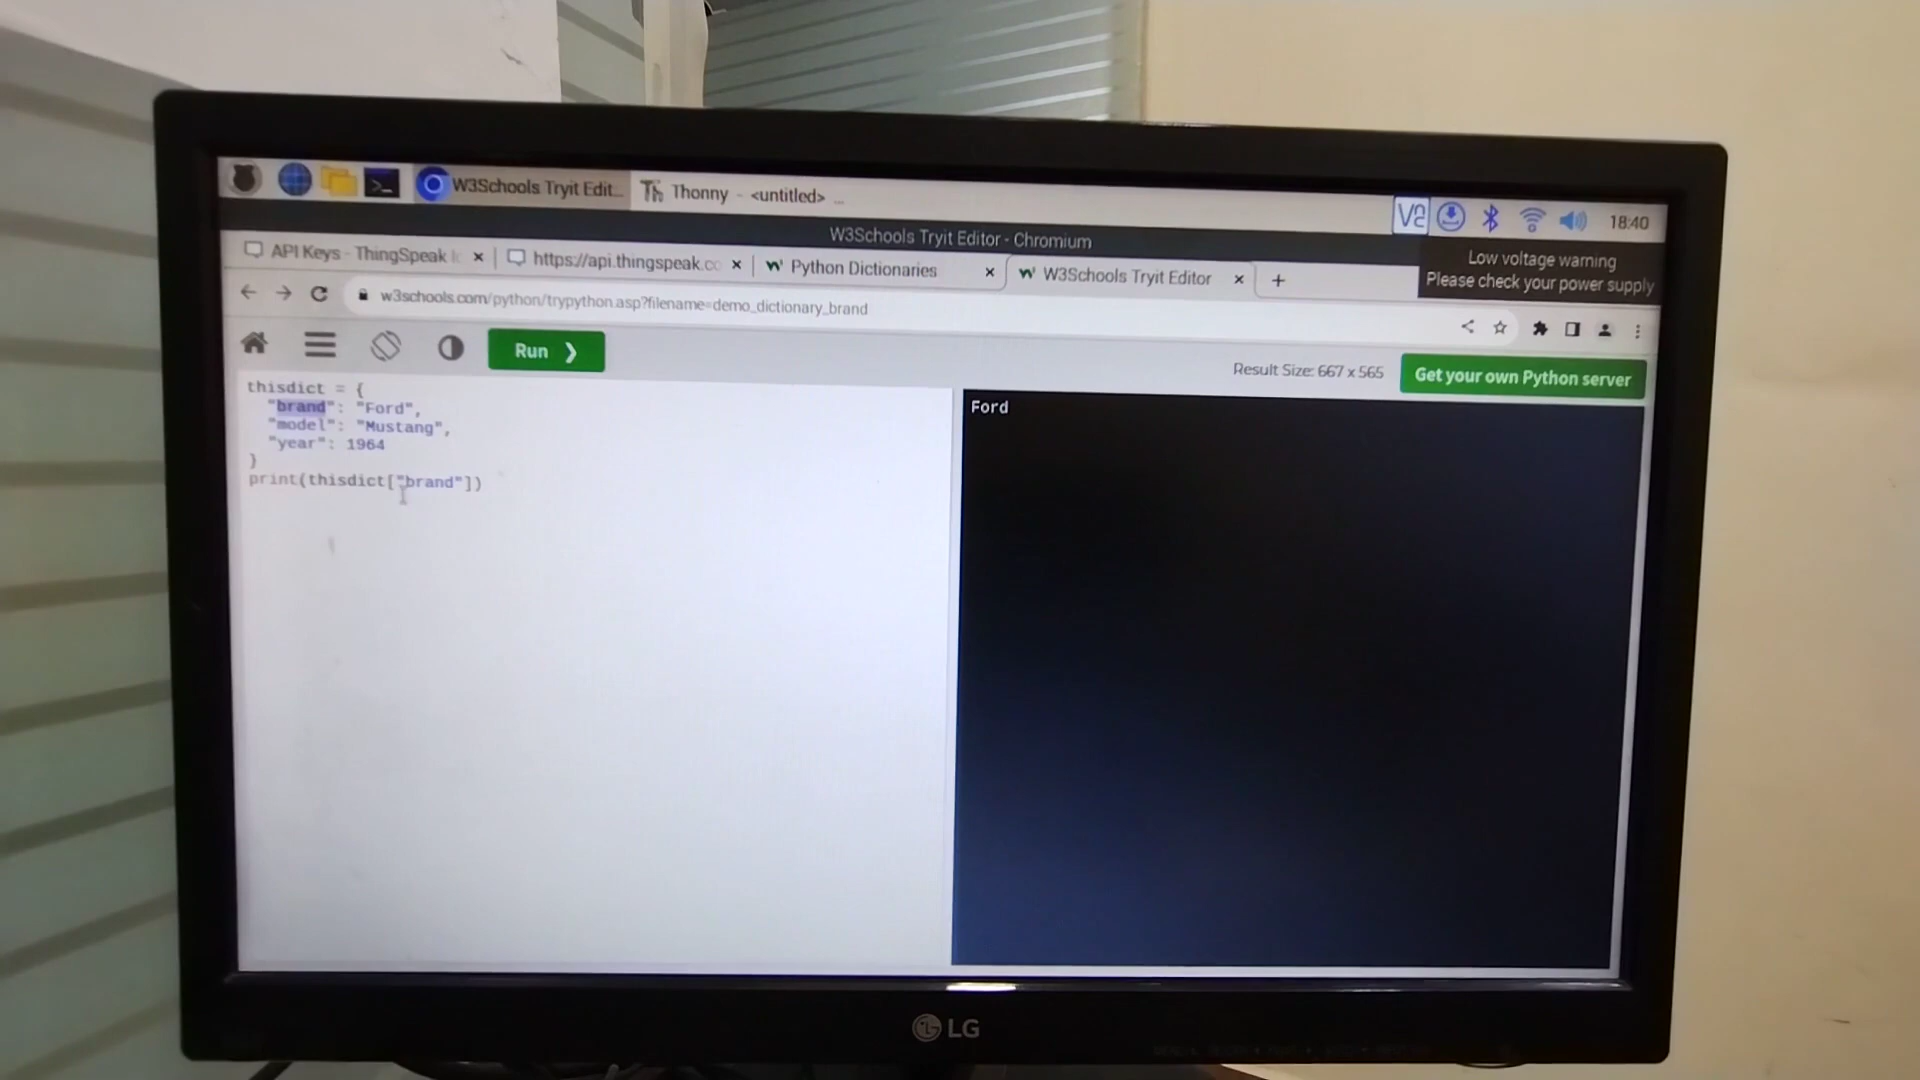 W3Schools Tryit Edit...
Thonny - <untitled> ...
18:40
W3Schools Tryit Editor - Chromium
Low voltage warning
Please check your power supply
API Keys - ThingSpeak
https://api.thingspeak.co
Python Dictionaries
W3Schools Tryit Editor
w3schools.com/python/trypython.asp?filename=demo_dictionary_brand
Run
Result Size: 667 x 565
Get your own Python server
thisdict = {
"brand": "Ford",
"model": "Mustang",
"year": 1964
}
print(thisdict["brand"])
Ford
LG